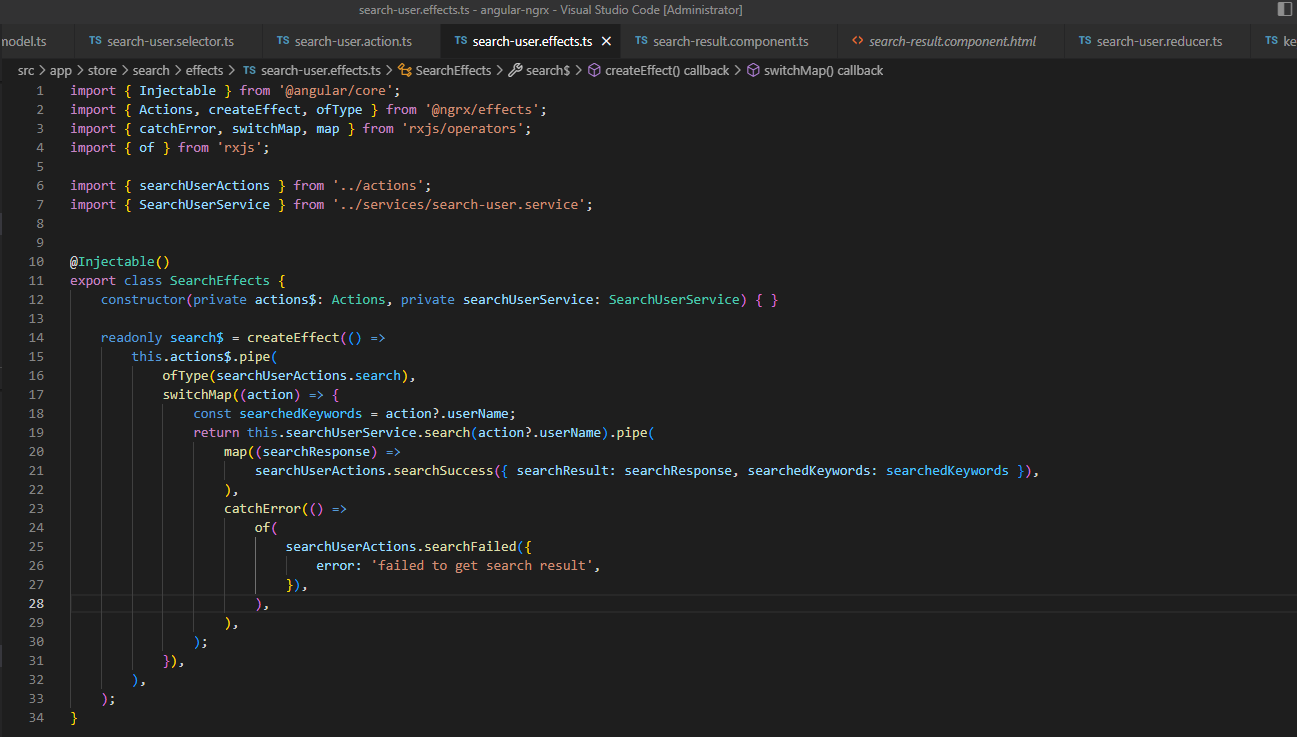 search-user.effects.ts - angular-ngrx - Visual Studio Code [Administrator]
nodel.ts TS search-user.selector.ts TS search-user.action.ts TS search-user.effects.ts TS search-result.component.ts <> search-result.component.html TS search-user.reducer.ts TS ke
src > app > store > search > effects > TS search-user.effects.ts > SearchEffects > search$ > createEffect() callback > switchMap() callback
1 import { Injectable } from '@angular/core';
2 import { Actions, createEffect, ofType } from '@ngrx/effects';
3 import { catchError, switchMap, map } from 'rxjs/operators';
4 import { of } from 'rxjs';
5
6 import { searchUserActions } from '../actions';
7 import { SearchUserService } from '../services/search-user.service';
8
9
10 @Injectable()
11 export class SearchEffects {
12     constructor(private actions$: Actions, private searchUserService: SearchUserService) { }
13
14     readonly search$ = createEffect(() =>
15         this.actions$.pipe(
16             ofType(searchUserActions.search),
17             switchMap((action) => {
18                 const searchedKeywords = action?.userName;
19                 return this.searchUserService.search(action?.userName).pipe(
20                     map((searchResponse) =>
21                         searchUserActions.searchSuccess({ searchResult: searchResponse, searchedKeywords: searchedKeywords }),
22                     ),
23                     catchError(() =>
24                         of(
25                             searchUserActions.searchFailed({
26                                 error: 'failed to get search result',
27                             }),
28                         ),
29                     ),
30                 );
31             }),
32         ),
33     );
34 }